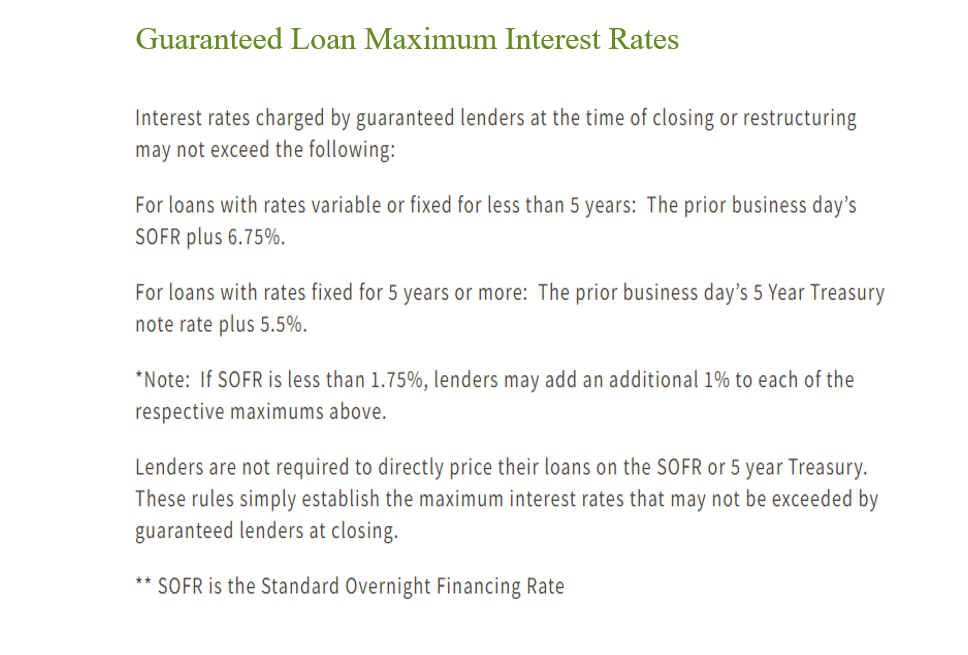 Guaranteed Loan Maximum Interest Rates
Interest rates charged by guaranteed lenders at the time of closing or restructuring
may not exceed the following:
For loans with rates variable or fixed for less than 5 years:  The prior business day’s
SOFR plus 6.75%.
For loans with rates fixed for 5 years or more:  The prior business day’s 5 Year Treasury
note rate plus 5.5%.
*Note:  If SOFR is less than 1.75%, lenders may add an additional 1% to each of the
respective maximums above.
Lenders are not required to directly price their loans on the SOFR or 5 year Treasury.
These rules simply establish the maximum interest rates that may not be exceeded by
guaranteed lenders at closing.
** SOFR is the Standard Overnight Financing Rate